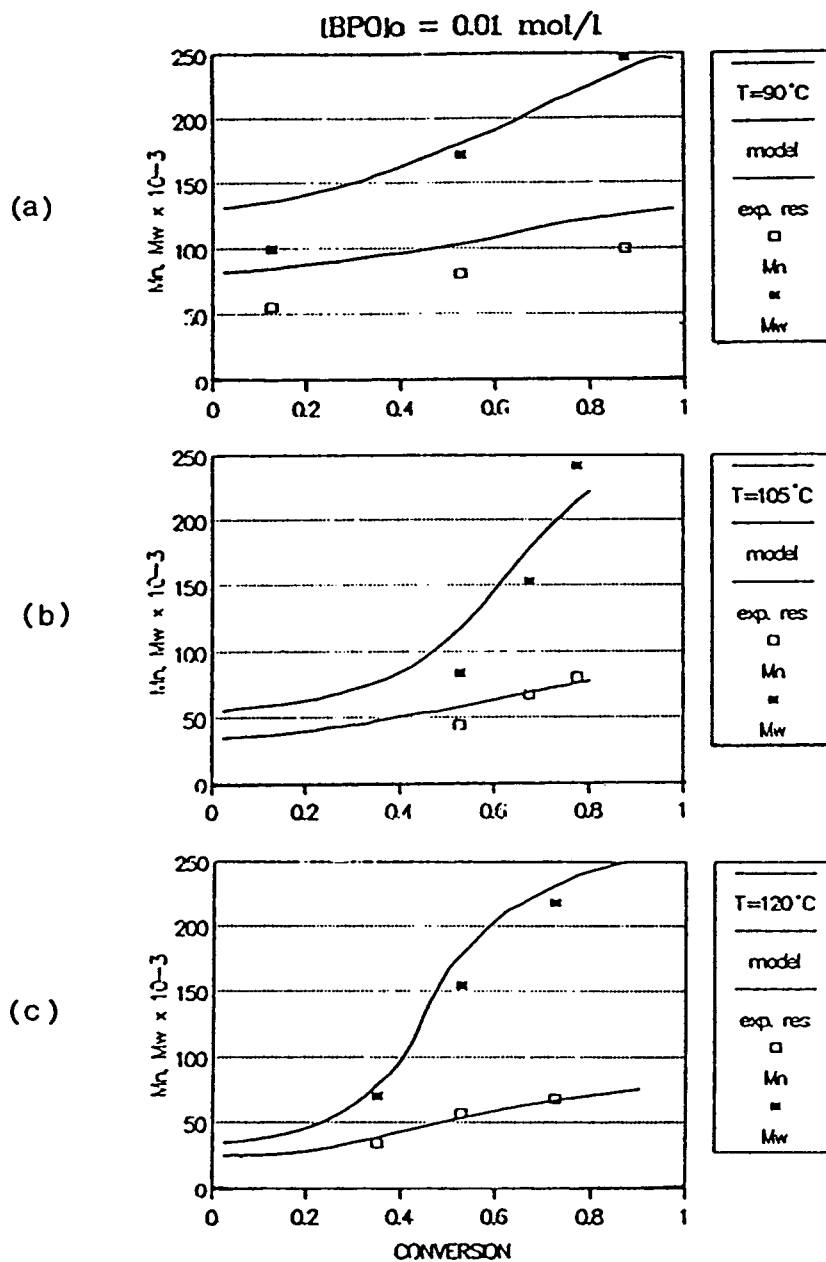 (BPO)o = 0.01 mol/l
(a)
Mn, Mw x 10-3
250
200
150
100
50
0
0 0.2 0.4 0.6 0.8 1
T=90°C
model
exp. res
Mn
Mw
(b)
Mn, Mw x 10-3
250
200
150
100
50
0
0 0.2 0.4 0.6 0.8 1
T=105°C
model
exp. res
Mn
Mw
(c)
Mn, Mw x 10-3
250
200
150
100
50
0
0 0.2 0.4 0.6 0.8 1
CONVERSION
T=120°C
model
exp. res
Mn
Mw